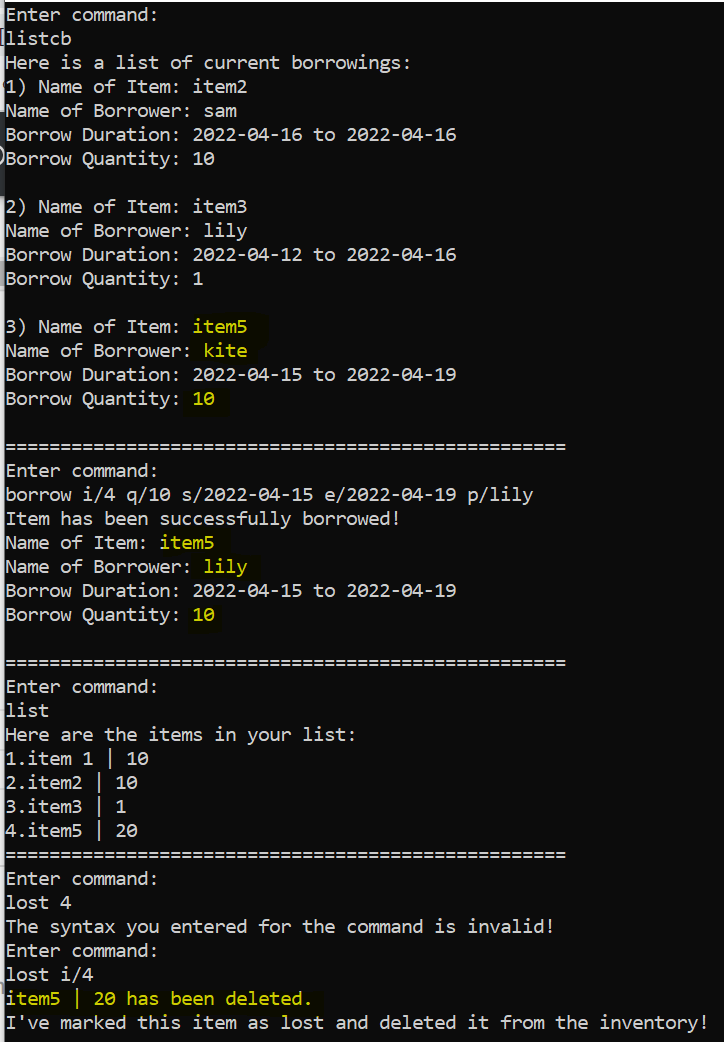 Enter command:
listcb
Here is a list of current borrowings:
1) Name of Item: item2
Name of Borrower: sam
Borrow Duration: 2022-04-16 to 2022-04-16
Borrow Quantity: 10
2) Name of Item: item3
Name of Borrower: lily
Borrow Duration: 2022-04-12 to 2022-04-16
Borrow Quantity: 1
3) Name of Item: item5
Name of Borrower: kite
Borrow Duration: 2022-04-15 to 2022-04-19
Borrow Quantity: 10
====================================================
Enter command:
borrow i/4 q/10 s/2022-04-15 e/2022-04-19 p/lily
Item has been successfully borrowed!
Name of Item: item5
Name of Borrower: lily
Borrow Duration: 2022-04-15 to 2022-04-19
Borrow Quantity: 10
====================================================
Enter command:
list
Here are the items in your list:
1.item 1 | 10
2.item2 | 10
3.item3 | 1
4.item5 | 20
====================================================
Enter command:
lost 4
The syntax you entered for the command is invalid!
Enter command:
lost i/4
item5 | 20 has been deleted.
I've marked this item as lost and deleted it from the inventory!